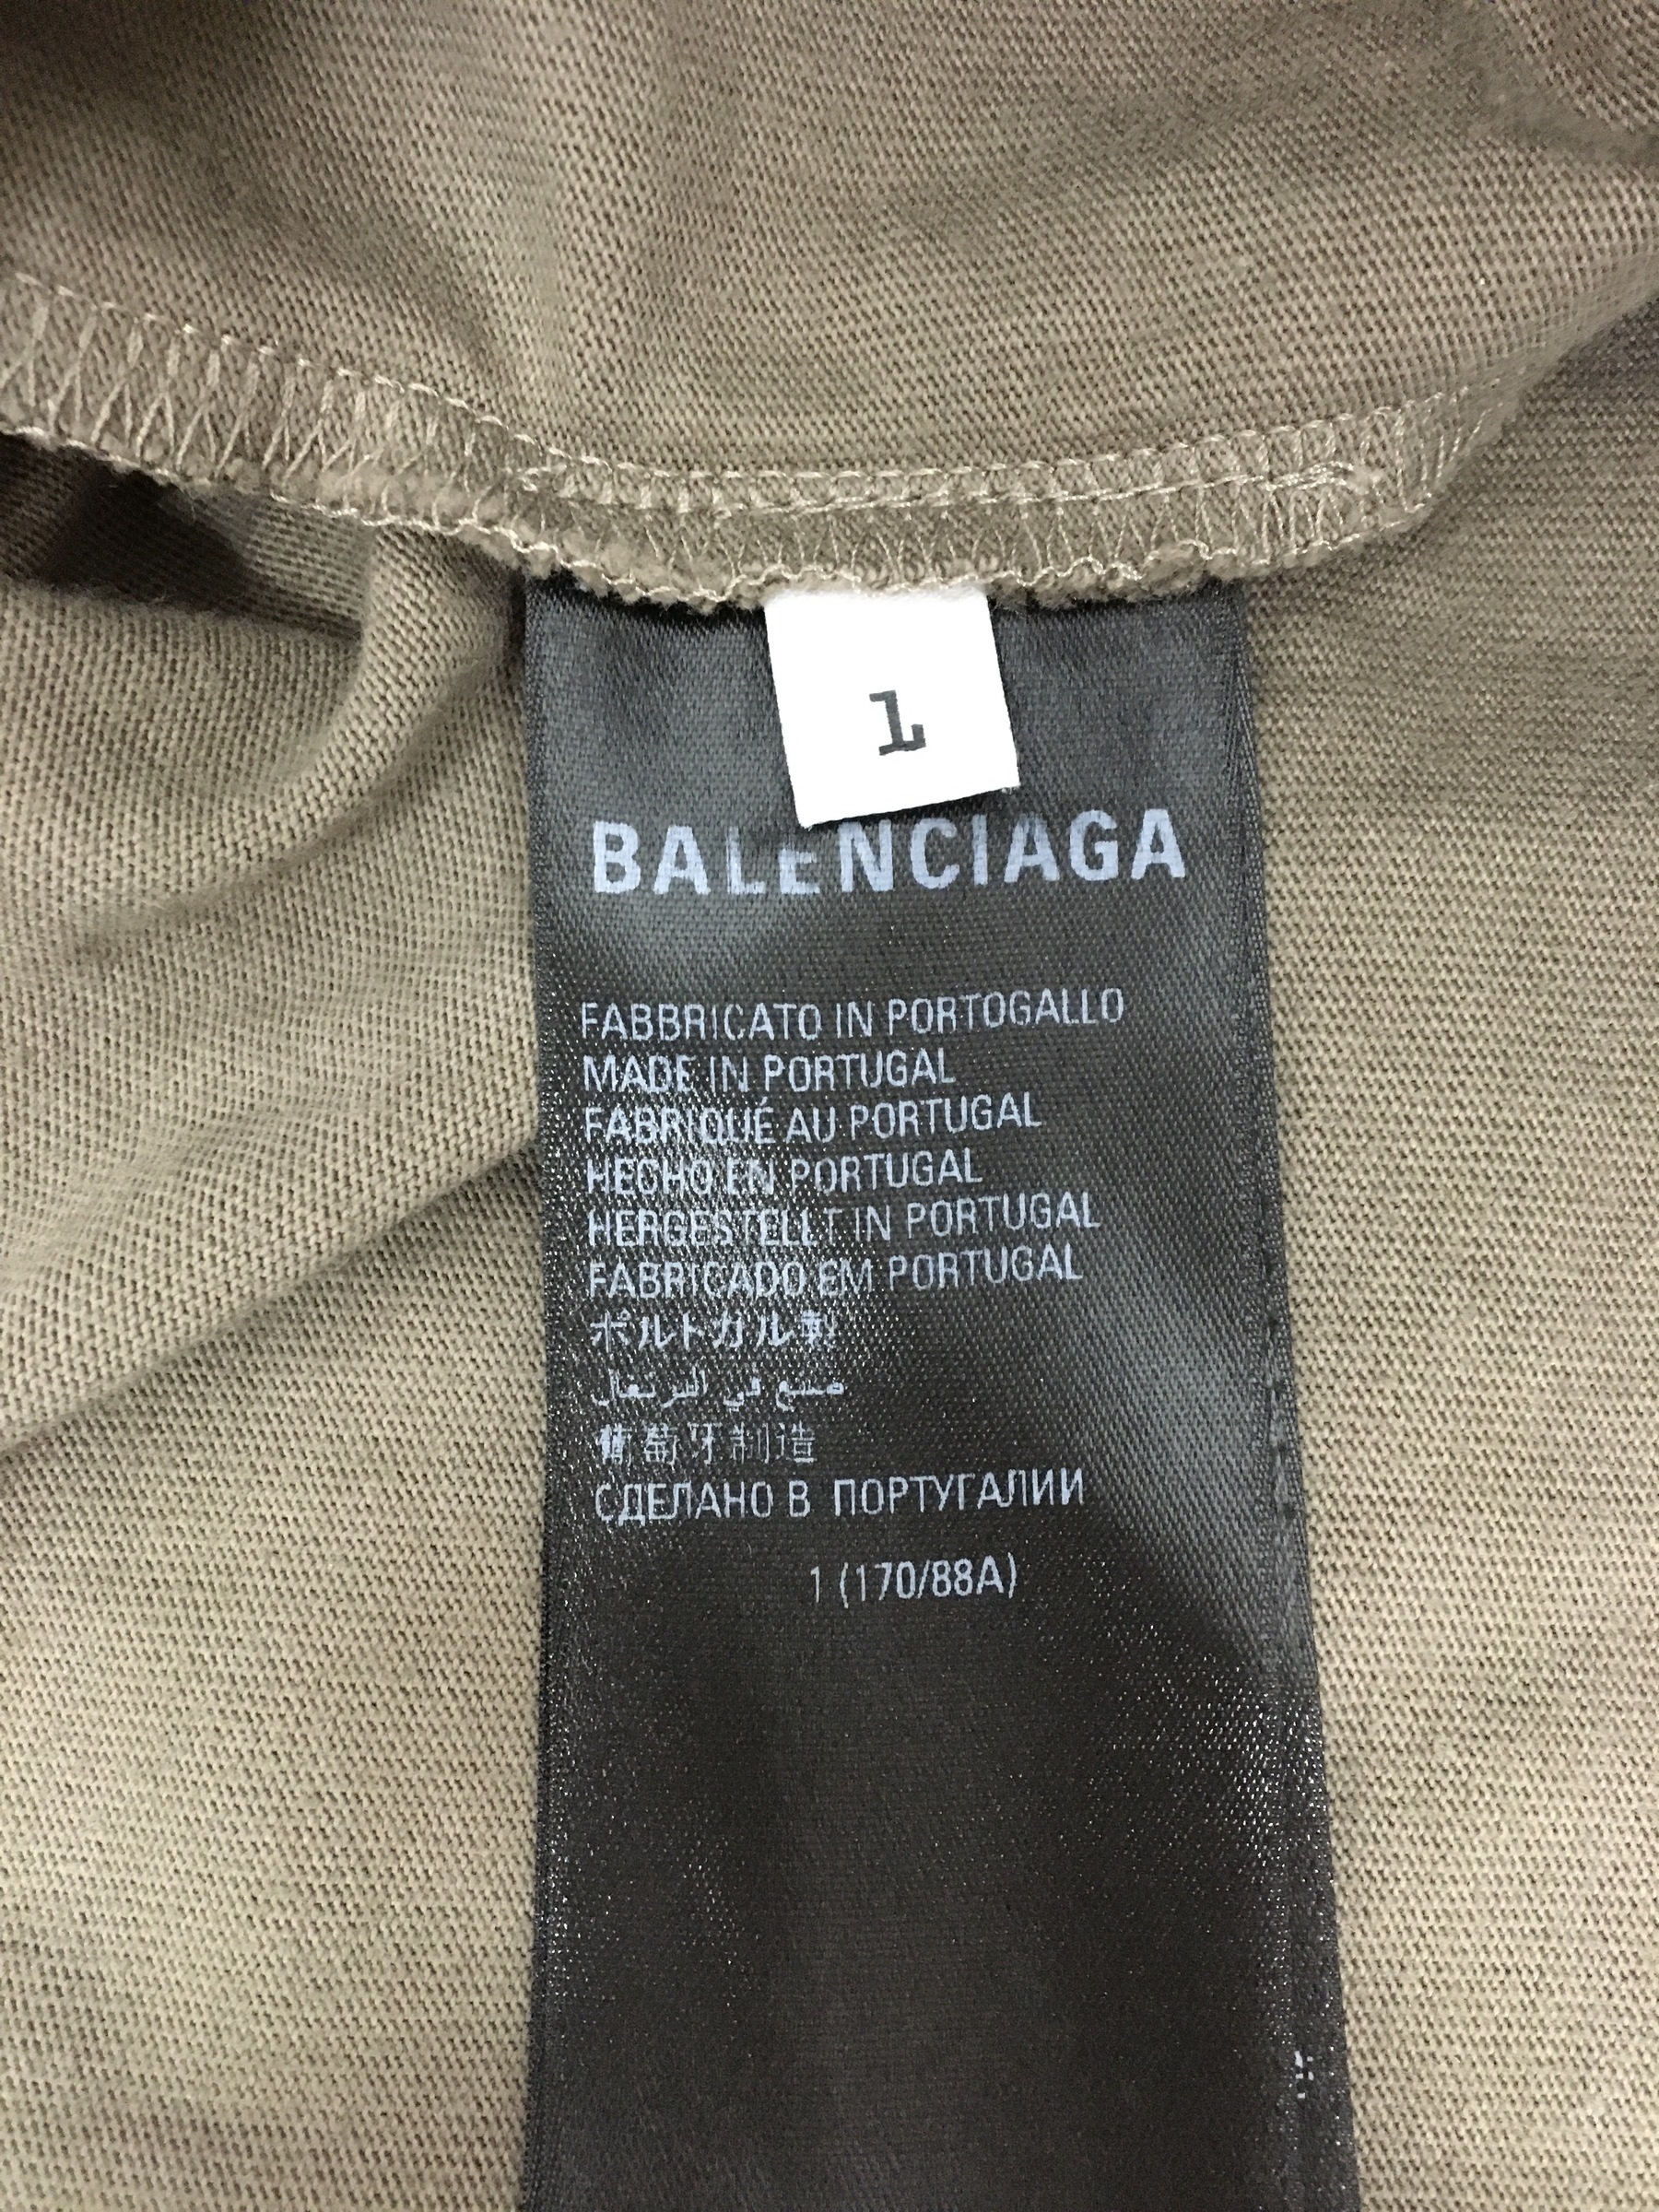 1
BALENCIAGA
FABBRICATO IN PORTOGALLO
MADE IN PORTUGAL
FABRIQUÉ AU PORTUGAL
HECHO EN PORTUGAL
HERGESTELLT IN PORTUGAL
FABRICADO EM PORTUGAL
ポルトガル製
صنع في البرتغال
葡萄牙制造
СДЕЛАНО В ПОРТУГАЛИИ
1 (170/88A)